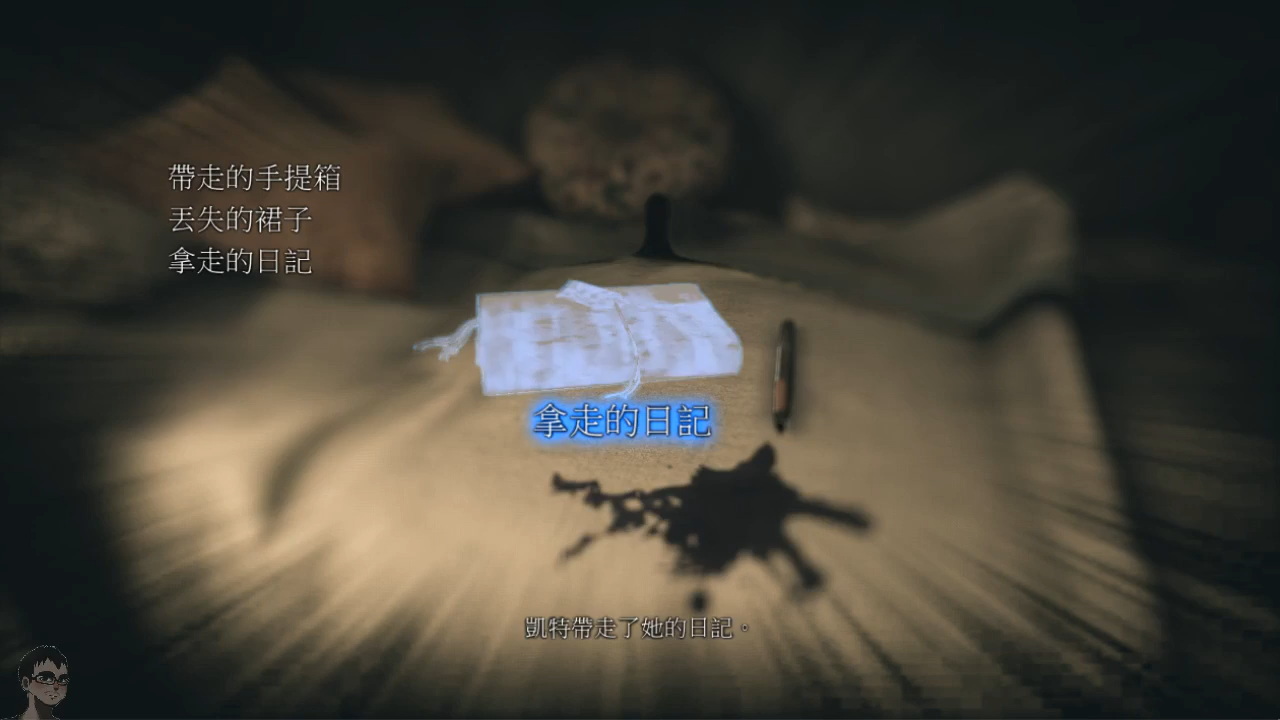 帶走的手提箱
丟失的裙子
拿走的日記
拿走的日記
凱特帶走了她的日記。